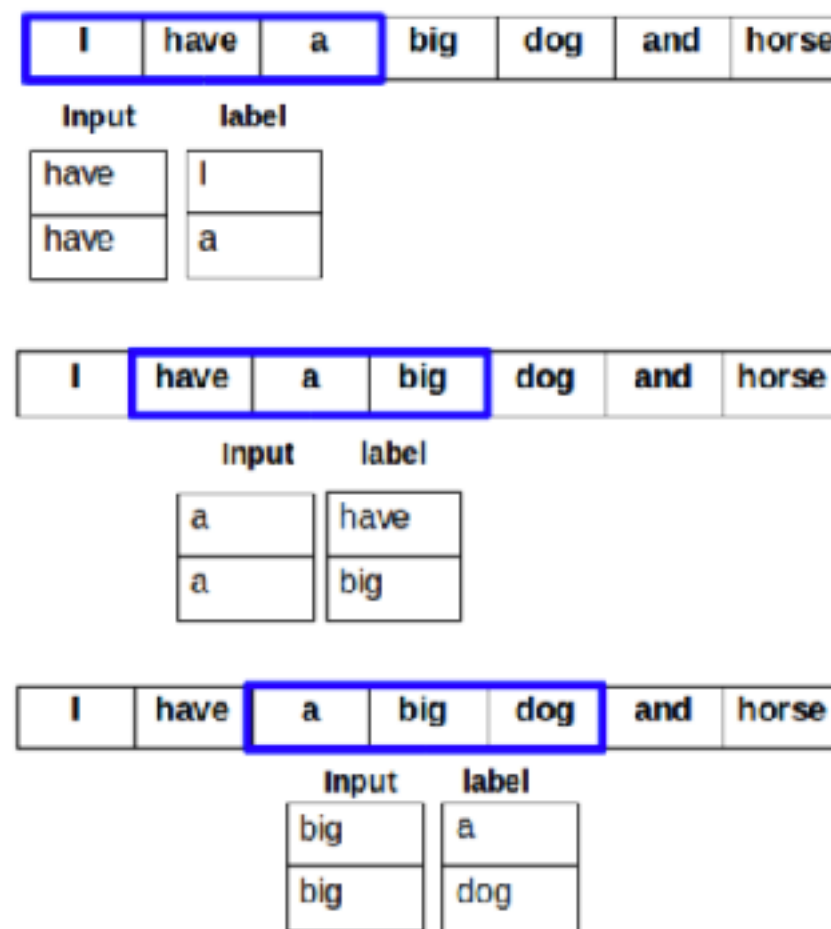 I have a big dog and horse
Input label
have I
have a
I have a big dog and horse
Input label
a have
a big
I have a big dog and horse
Input label
big a
big dog